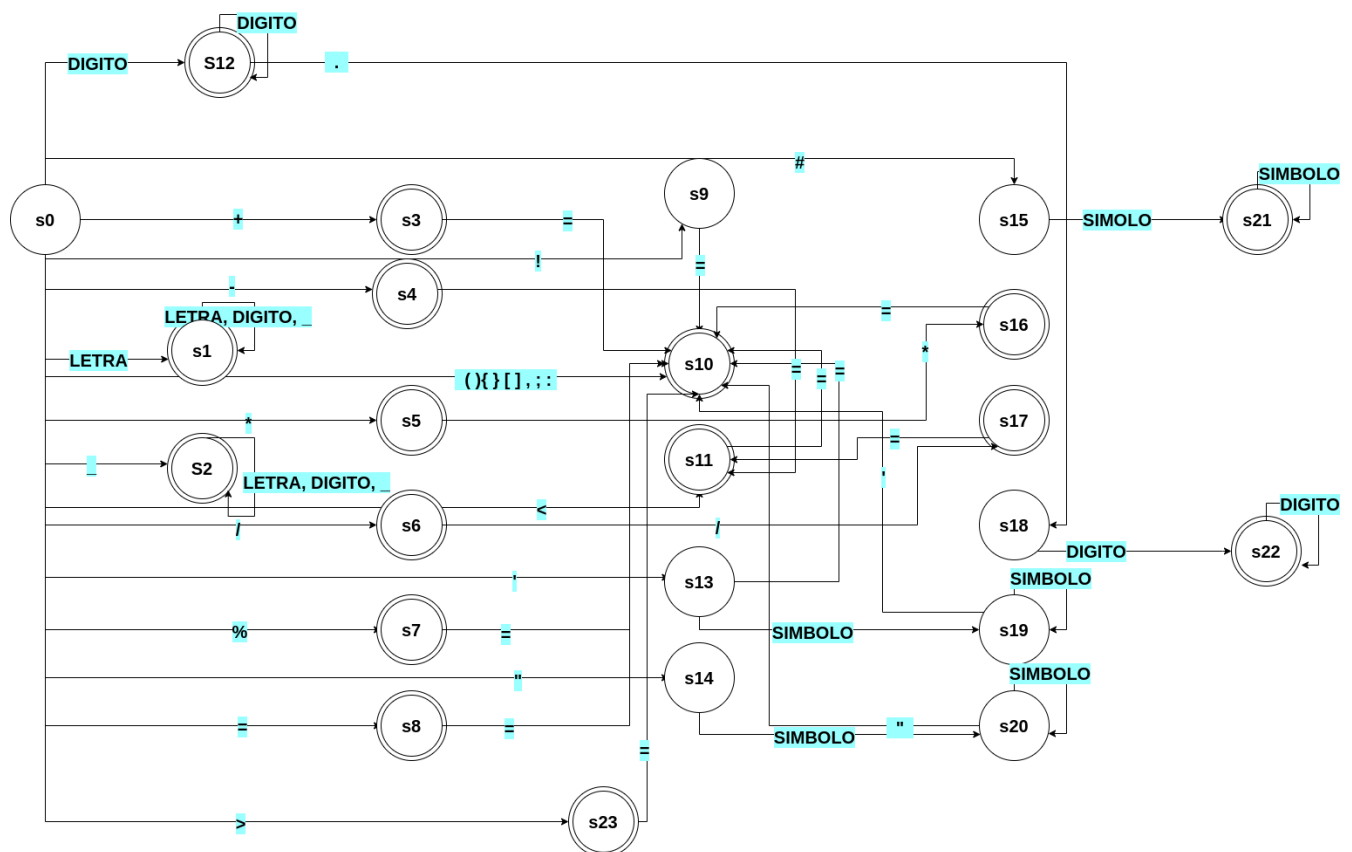 DIGITO
DIGITO
S12
.
#
s9
SIMBOLO
s0
+
s3
=
s15
SIMOLO
s21
!
=
-
s4
LETRA, DIGITO, _
=
s16
s1
LETRA
*
s10
=
=
=
( ){ } [ ] , ; :
*
s5
s17
=
_
S2
s11
LETRA, DIGITO, _
'
<
DIGITO
/
s6
/
s18
DIGITO
s22
'
s13
SIMBOLO
%
s7
=
SIMBOLO
s19
"
s14
SIMBOLO
=
s8
=
SIMBOLO
"
s20
=
>
s23